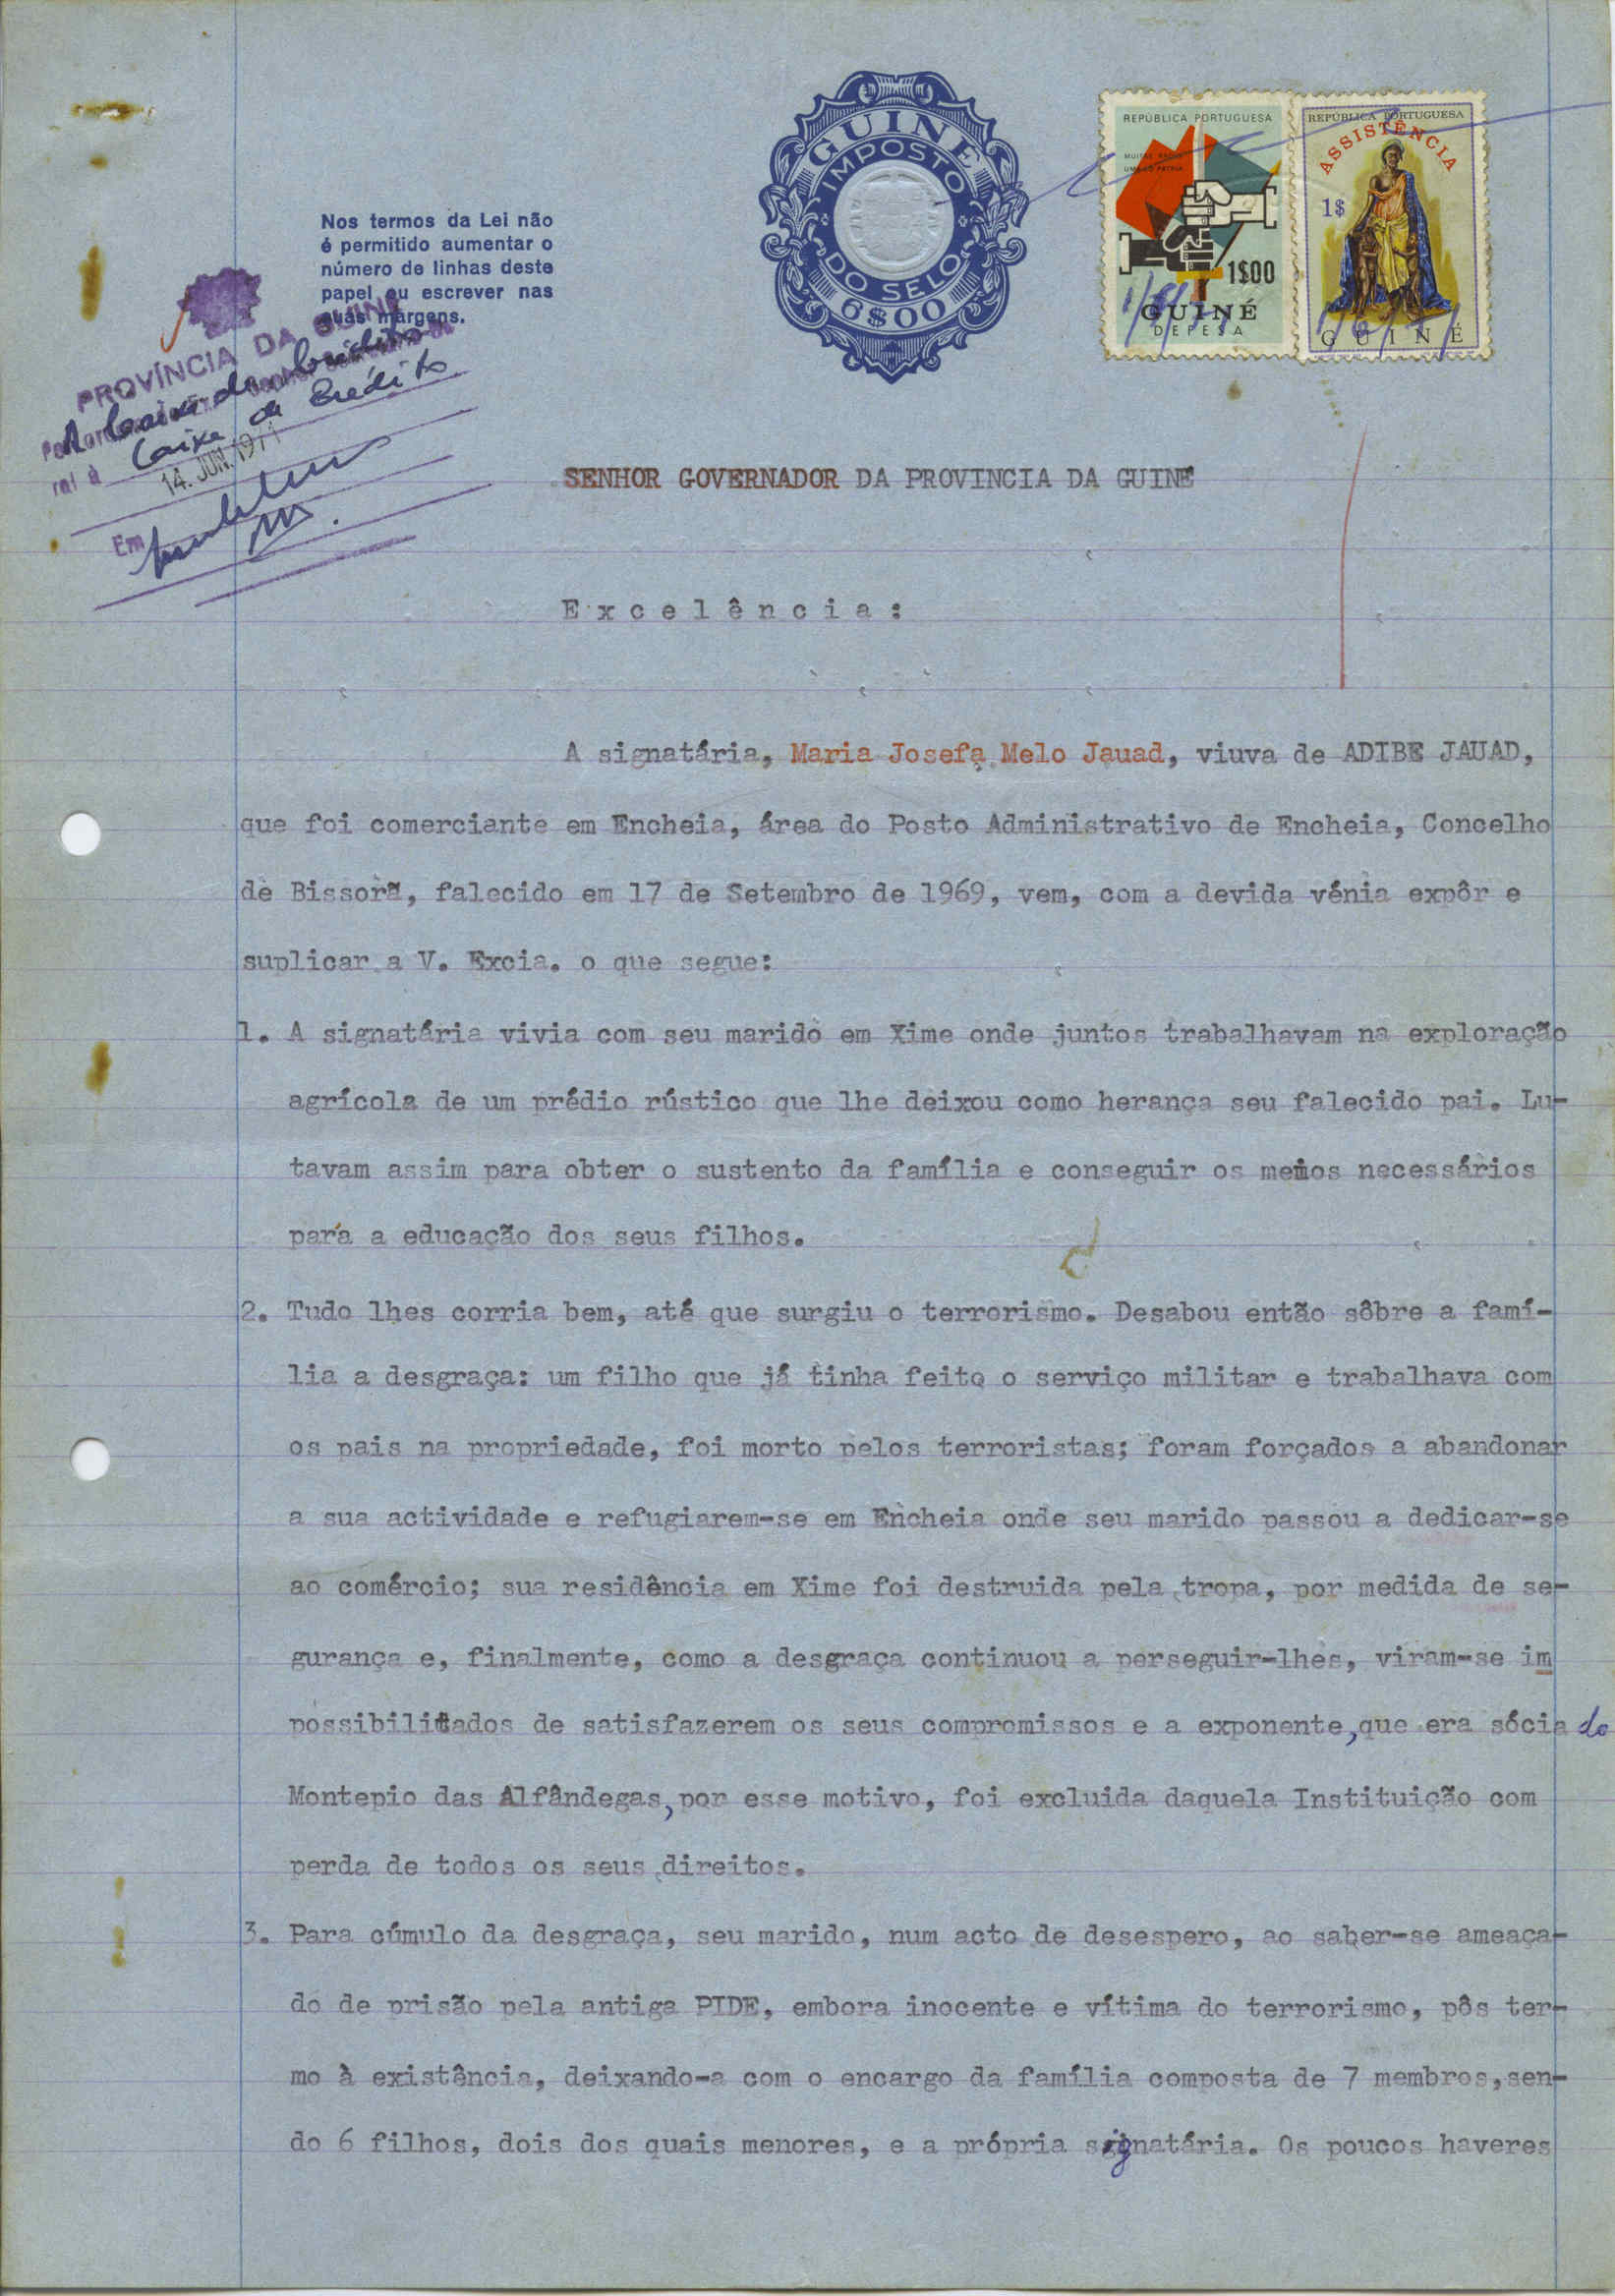 GUINÉ
IMPOSTO
DO SELO
6$00
REPÚBLICA PORTUGUESA
MUITAS RAÇAS
UMA SÓ PÁTRIA
1$00
GUINÉ
DEFESA
REPÚBLICA PORTUGUESA
ASSISTÊNCIA
1$
GUINÉ
Nos termos da Lei não
é permitido aumentar o
número de linhas deste
papel ou escrever nas
suas margens.
PROVÍNCIA DA GUINÉ
Caixa de Crédito
14. JUN. 1971
Em
SENHOR GOVERNADOR DA PROVINCIA DA GUINÉ
Excelência:
A signatária, Maria Josefa Melo Jauad, viuva de ADIBE JAUAD,
que foi comerciante em Encheia, área do Posto Administrativo de Encheia, Concelho
de Bissorã, falecido em 17 de Setembro de 1969, vem, com a devida vénia expôr e
suplicar a V. Excia. o que segue:
1. A signatária vivia com seu marido em Xime onde juntos trabalhavam na exploração
agrícola de um prédio rústico que lhe deixou como herança seu falecido pai. Lu-
tavam assim para obter o sustento da família e conseguir os meios necessários
para a educação dos seus filhos.
2. Tudo lhes corria bem, até que surgiu o terrorismo. Desabou então sôbre a famí-
lia a desgraça: um filho que já tinha feito o serviço militar e trabalhava com
os pais na propriedade, foi morto pelos terroristas; foram forçados a abandonar
a sua actividade e refugiarem-se em Encheia onde seu marido passou a dedicar-se
ao comércio; sua residência em Xime foi destruida pela tropa, por medida de se-
gurança e, finalmente, como a desgraça continuou a perseguir-lhes, viram-se im
possibilitados de satisfazerem os seus compromissos e a exponente, que era sócia do
Montepio das Alfândegas, por esse motivo, foi excluida daquela Instituição com
perda de todos os seus direitos.
3. Para cúmulo da desgraça, seu marido, num acto de desespero, ao saber-se ameaça-
do de prisão pela antiga PIDE, embora inocente e vítima do terrorismo, pôs ter-
mo à existência, deixando-a com o encargo da família composta de 7 membros, sen-
do 6 filhos, dois dos quais menores, e a própria signatária. Os poucos haveres